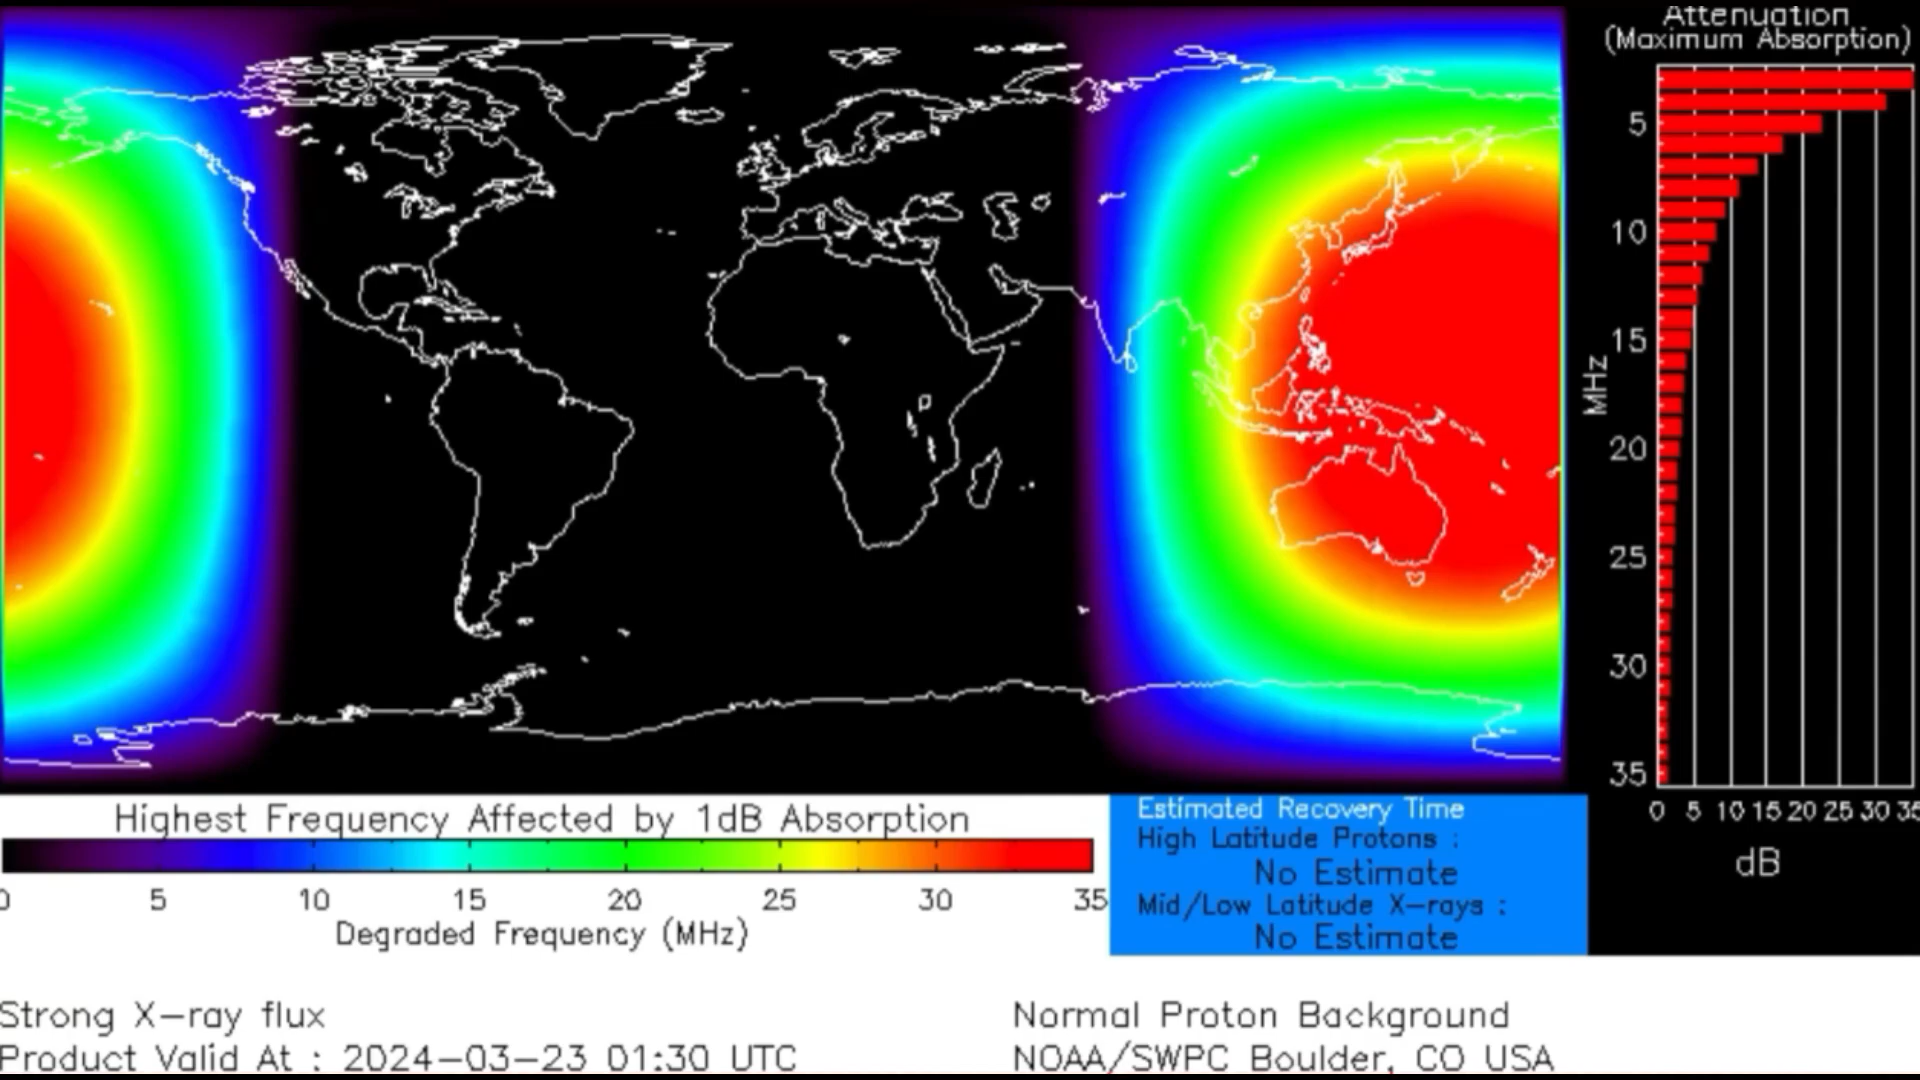 Attenuation
(Maximum Absorption)
5
10
15
20
25
30
35
MHz
0 5 10 15 20 25 30 35
dB
Highest Frequency Affected by 1dB Absorption
0 5 10 15 20 25 30 35
Degraded Frequency (MHz)
Estimated Recovery Time
High Latitude Protons :
No Estimate
Mid/Low Latitude X-rays :
No Estimate
Strong X-ray flux
Product Valid At : 2024-03-23 01:30 UTC
Normal Proton Background
NOAA/SWPC Boulder, CO USA